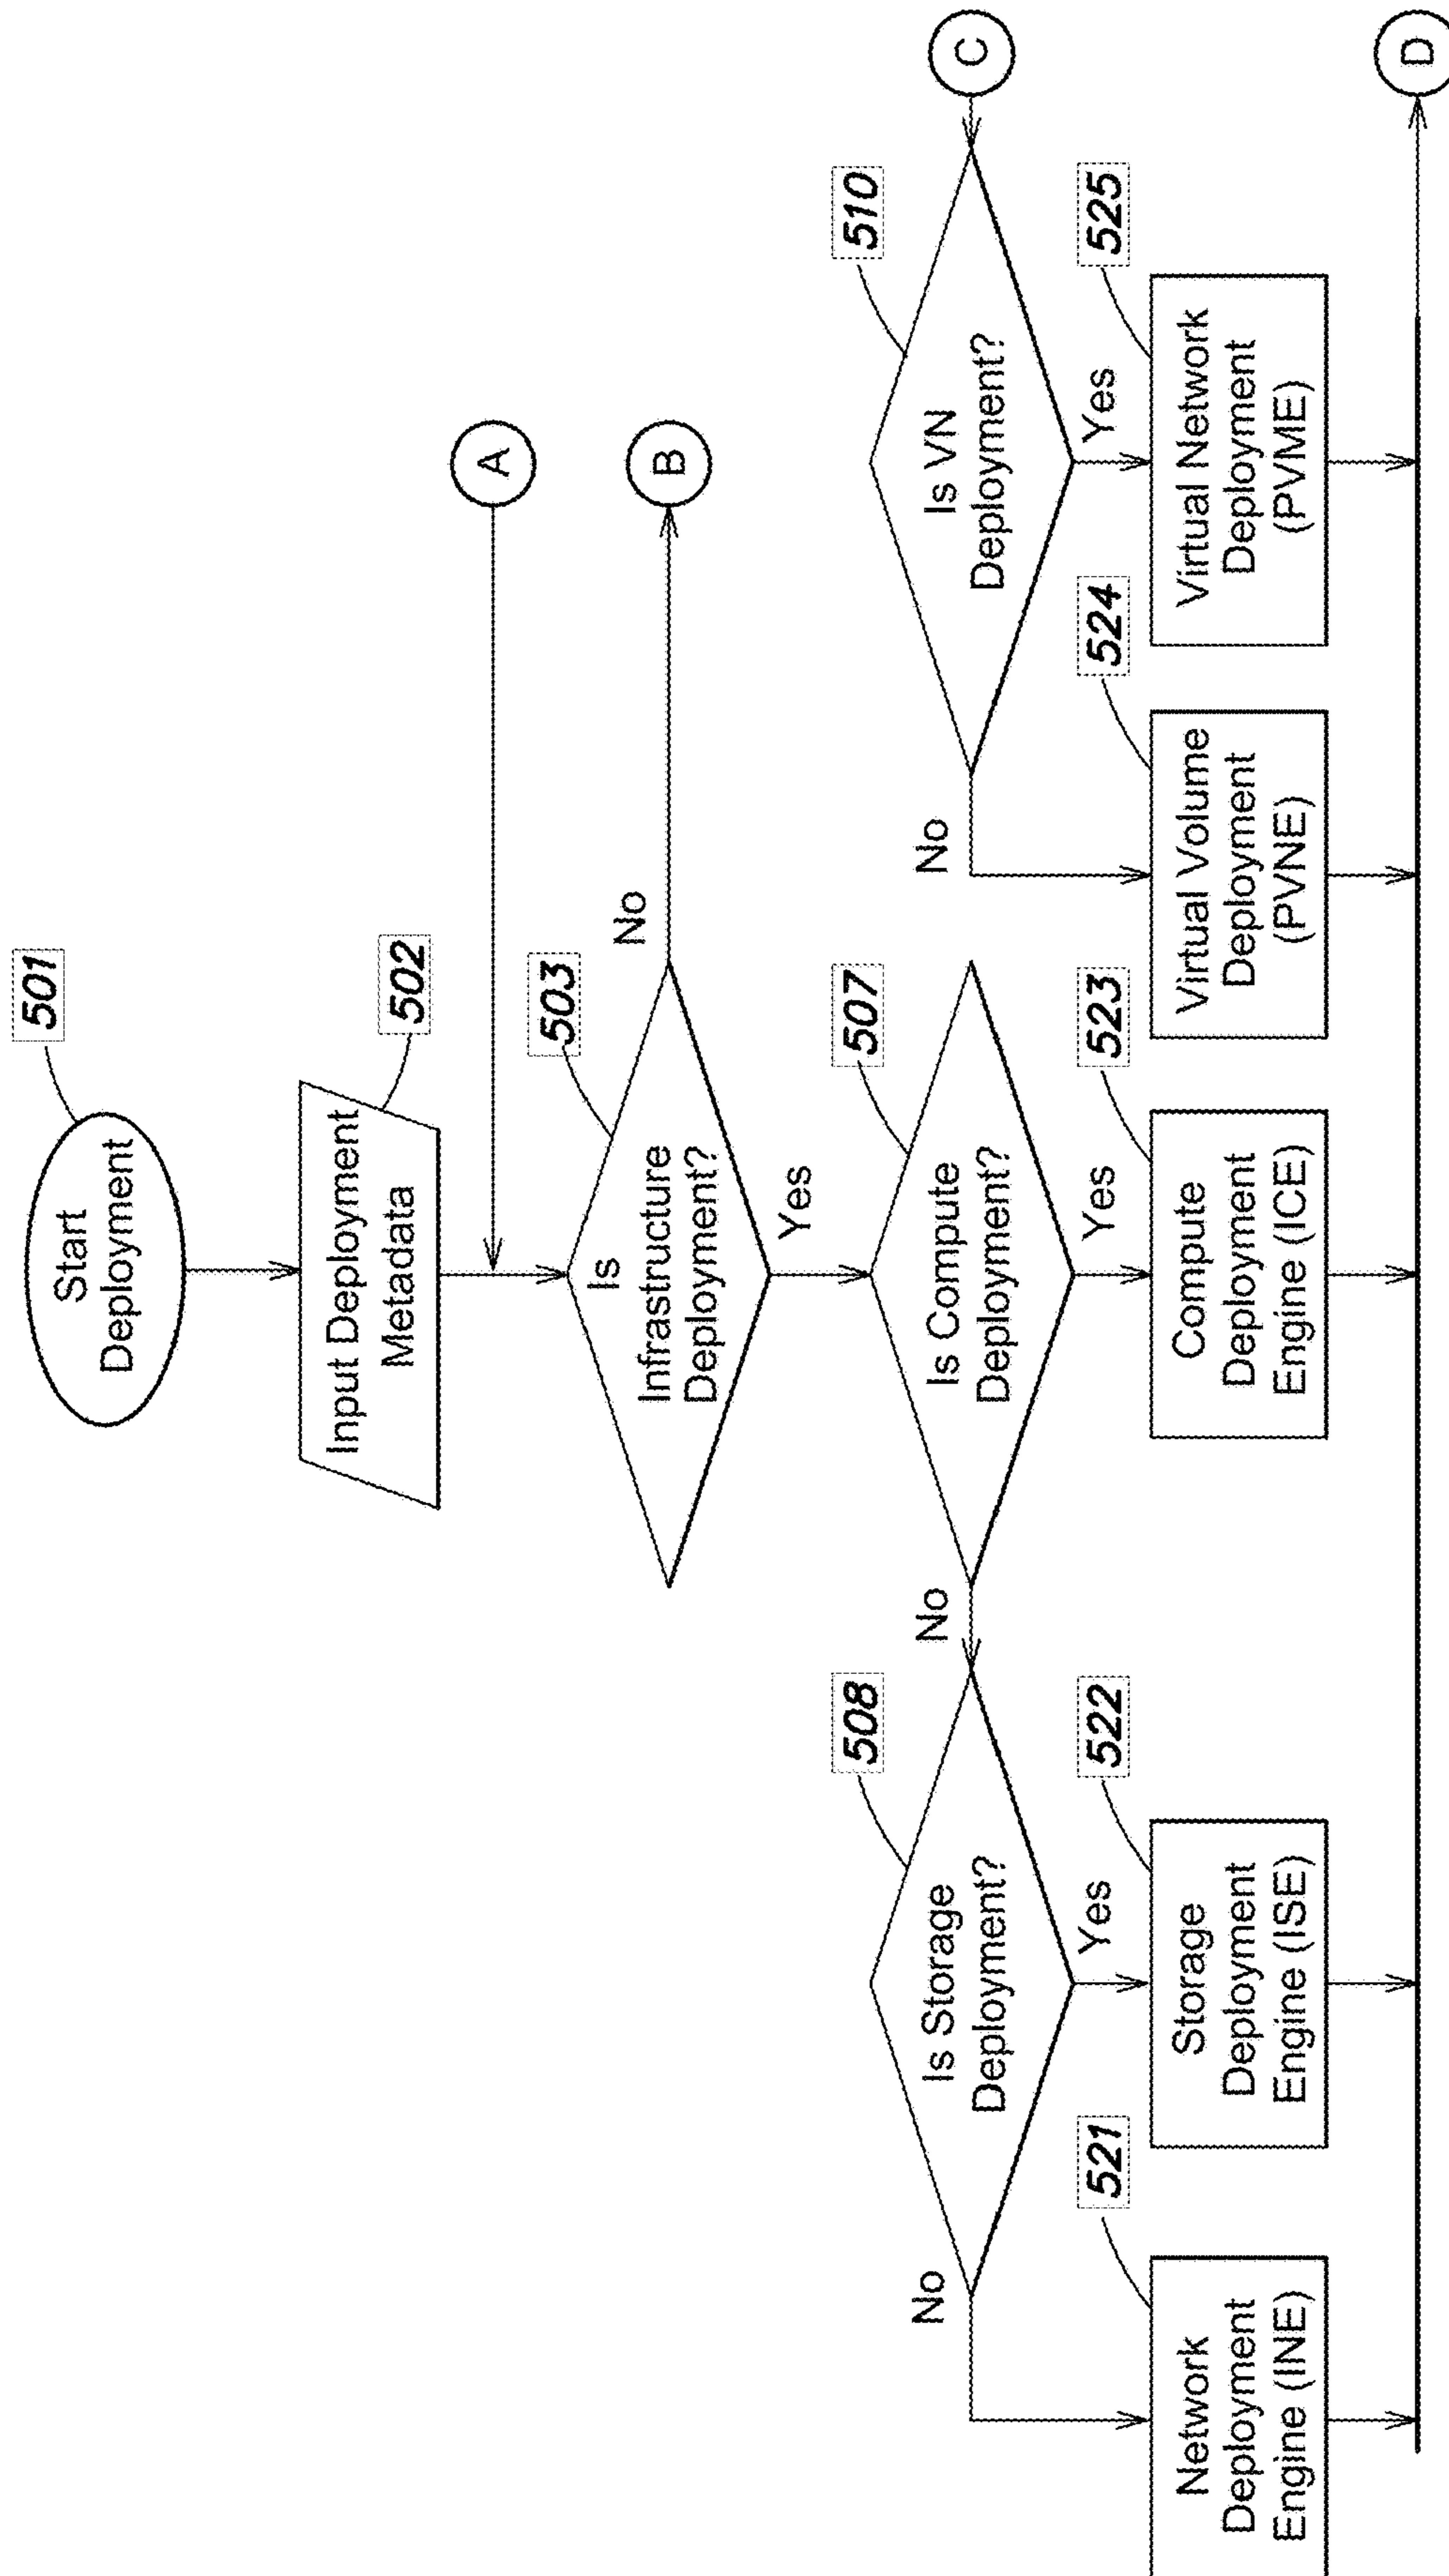 501
Start
Deployment
502
Input Deployment
Metadata
A
503
Is
Infrastructure
Deployment?
No
B
Yes
508
Is Storage
Deployment?
No
507
Is Compute
Deployment?
510
Is VN
Deployment?
C
No
Yes
Yes
No
Yes
521
Network
Deployment
Engine (INE)
522
Storage
Deployment
Engine (ISE)
523
Compute
Deployment
Engine (ICE)
524
Virtual Volume
Deployment
(PVNE)
525
Virtual Network
Deployment
(PVME)
D